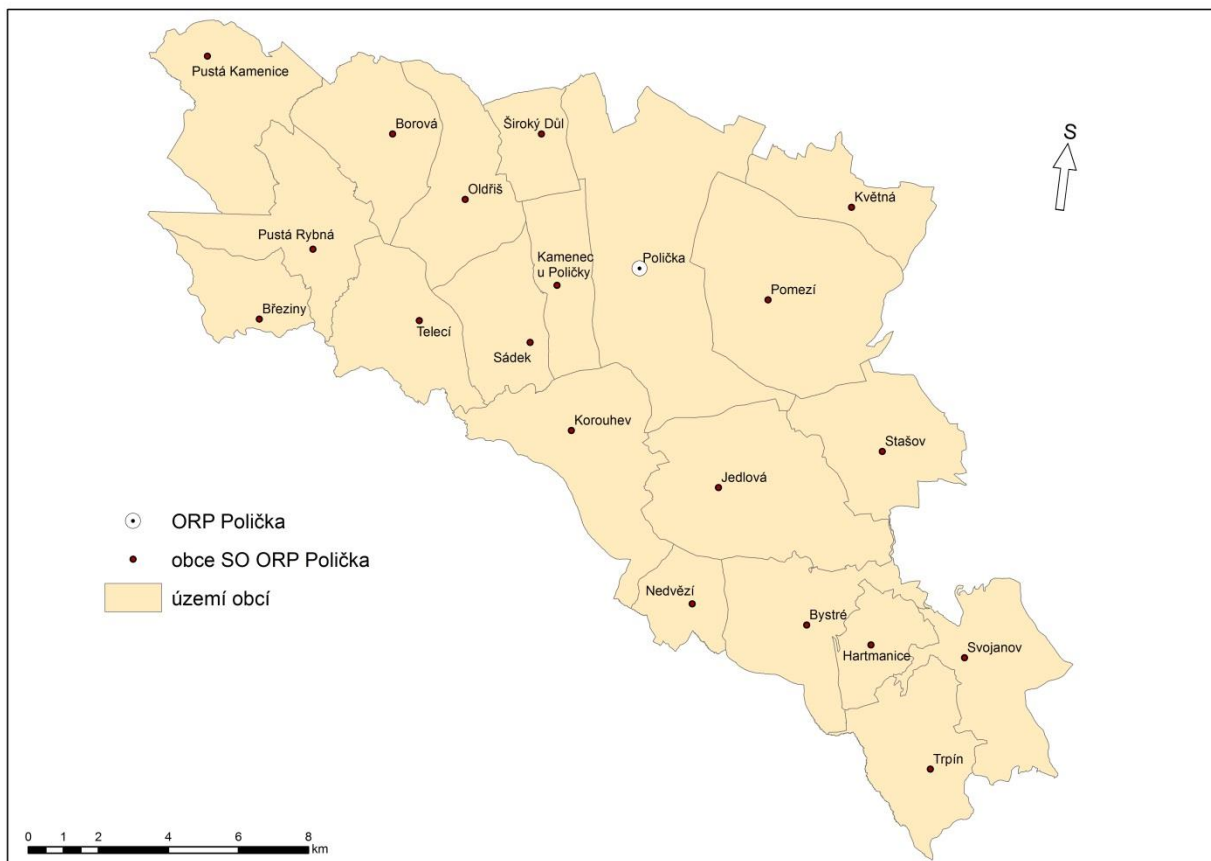 Pustá Kamenice
Borová
Široký Důl
S
Oldřiš
Květná
Pustá Rybná
Kamenec
u Poličky
Polička
Pomezí
Březiny
Telecí
Sádek
Korouhev
Stašov
Jedlová
ORP Polička
obce SO ORP Polička
území obcí
Nedvězí
Bystré
Hartmanice
Svojanov
Trpín
0 1 2 4 6 8
km